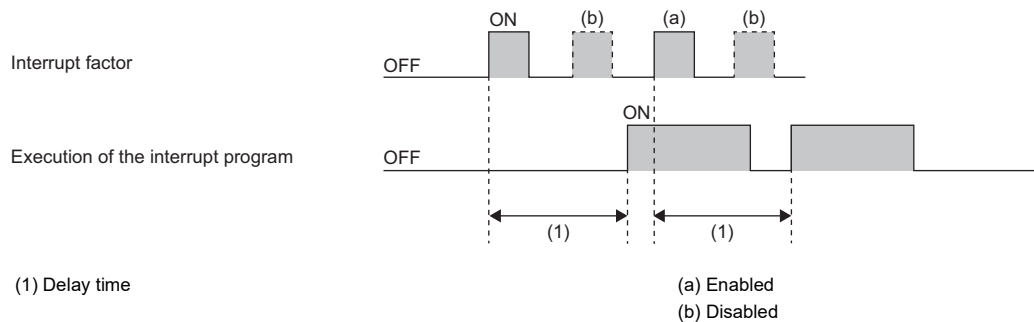 ON (b) (a) (b)
Interrupt factor OFF
ON
Execution of the interrupt program OFF
(1) (1)
(1) Delay time (a) Enabled
(b) Disabled